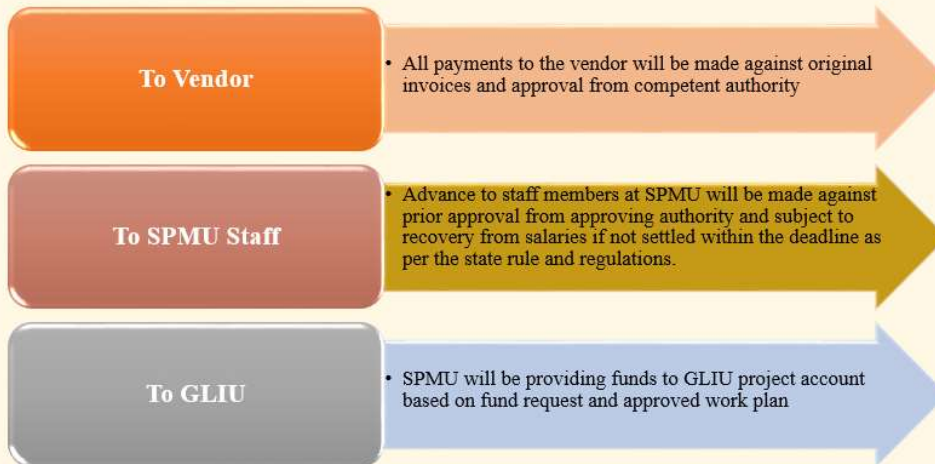 To Vendor
• All payments to the vendor will be made against original
invoices and approval from competent authority
To SPMU Staff
• Advance to staff members at SPMU will be made against
prior approval from approving authority and subject to
recovery from salaries if not settled within the deadline as
per the state rule and regulations.
To GLIU
• SPMU will be providing funds to GLIU project account
based on fund request and approved work plan